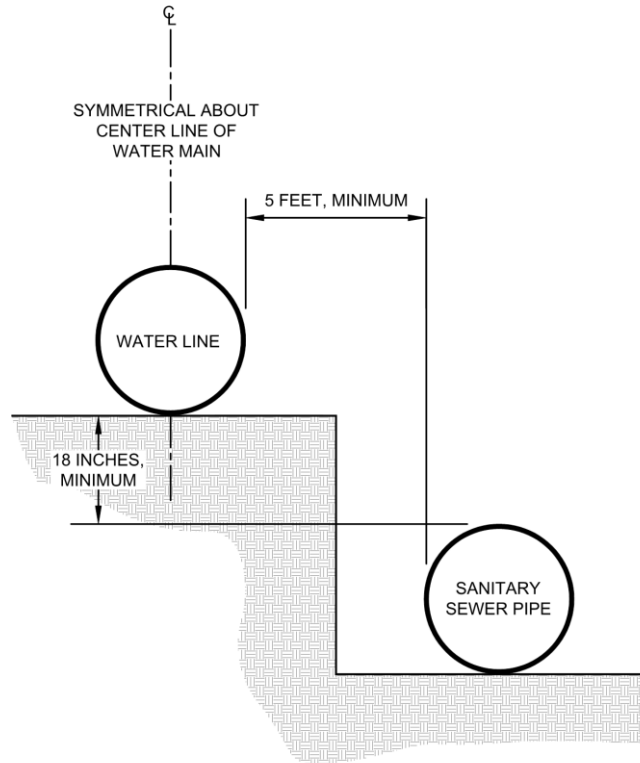 ℄
SYMMETRICAL ABOUT
CENTER LINE OF
WATER MAIN
5 FEET, MINIMUM
WATER LINE
18 INCHES,
MINIMUM
SANITARY
SEWER PIPE